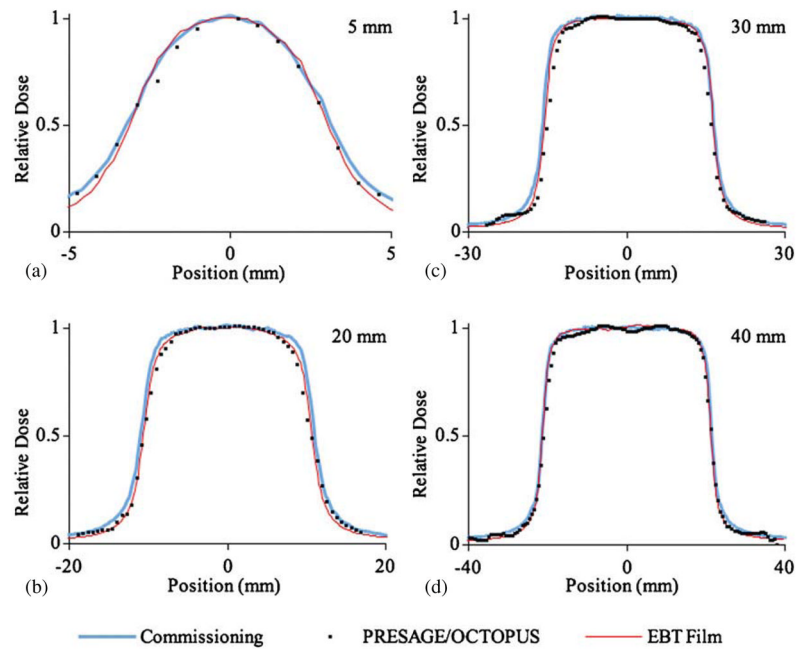 5 mm
1
0.5
0
Relative Dose
-5
0
5
Position (mm)
(a)
30 mm
1
0.5
0
Relative Dose
-30
0
30
Position (mm)
(c)
20 mm
1
0.5
0
Relative Dose
-20
0
20
Position (mm)
(b)
40 mm
1
0.5
0
Relative Dose
-40
0
40
Position (mm)
(d)
Commissioning
PRESAGE/OCTOPUS
EBT Film